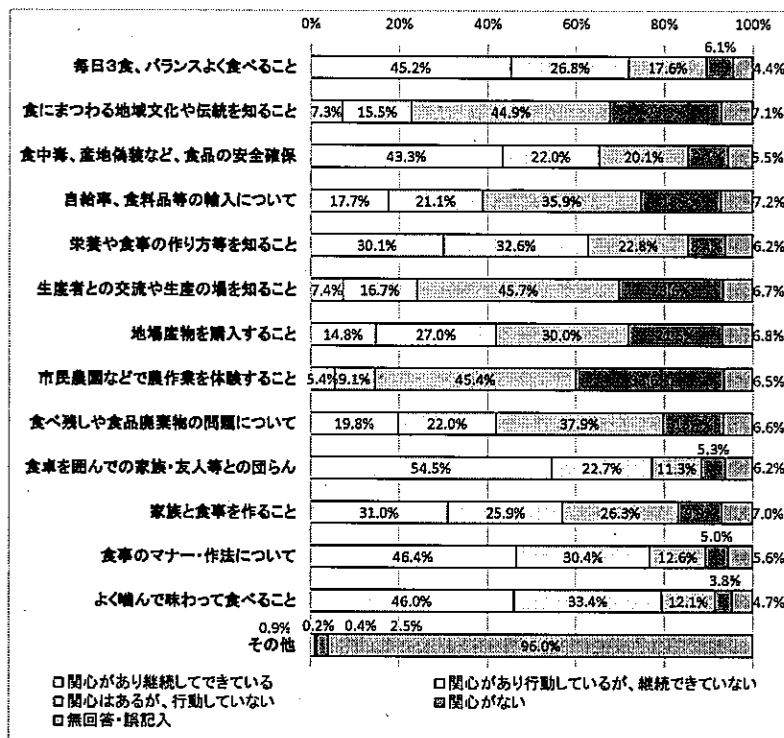 0% 20% 40% 60% 80% 100%
6.1%
毎日3食、バランスよく食べること 45.2% 26.8% 17.6% 4.4%
食にまつわる地域文化や伝統を知ること 7.3% 15.5% 44.9% 7.1%
食中毒、産地偽装など、食品の安全確保 43.3% 22.0% 20.1% 5.5%
自給率、食料品等の輸入について 17.7% 21.1% 35.9% 7.2%
栄養や食事の作り方等を知ること 30.1% 32.6% 22.8% 6.2%
生産者との交流や生産の場を知ること 7.4% 16.7% 45.7% 6.7%
地場産物を購入すること 14.8% 27.0% 30.0% 6.8%
市民農園などで農作業を体験すること 5.4% 9.1% 45.4% 6.5%
食べ残しや食品廃棄物の問題について 19.8% 22.0% 37.9% 6.6%
5.3%
食卓を囲んでの家族・友人等との団らん 54.5% 22.7% 11.3% 6.2%
家族と食事を作ること 31.0% 25.9% 26.3% 7.0%
5.0%
食事のマナー・作法について 46.4% 30.4% 12.6% 5.6%
3.8%
よく噛んで味わって食べること 46.0% 33.4% 12.1% 4.7%
0.9% 0.2% 0.4% 2.5%
その他 96.0%
□関心があり継続してできている □関心があり行動しているが、継続できていない
□関心はあるが、行動していない 関心がない
無回答・誤記入